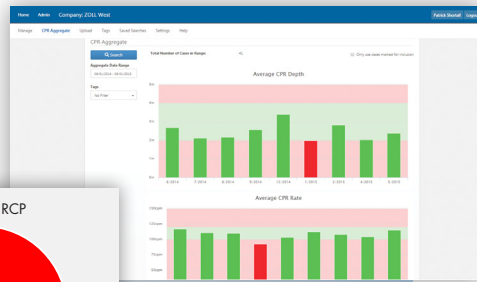 Home Admin Company: ZOLL West
Patrick Shortall Logout
Manage CPR Aggregate Upload Tags Saved Searches Settings Help
CPR Aggregate
Search
Total Number of Cases in Range:
Only use cases marked for inclusion
Aggregate Date Range
Average CPR Depth
Tags
No Filter
6/2014 7/2014 8/2014 9/2014 12/2014 1/2015 2/2015 4/2015 5/2015
Average CPR Rate
RCP